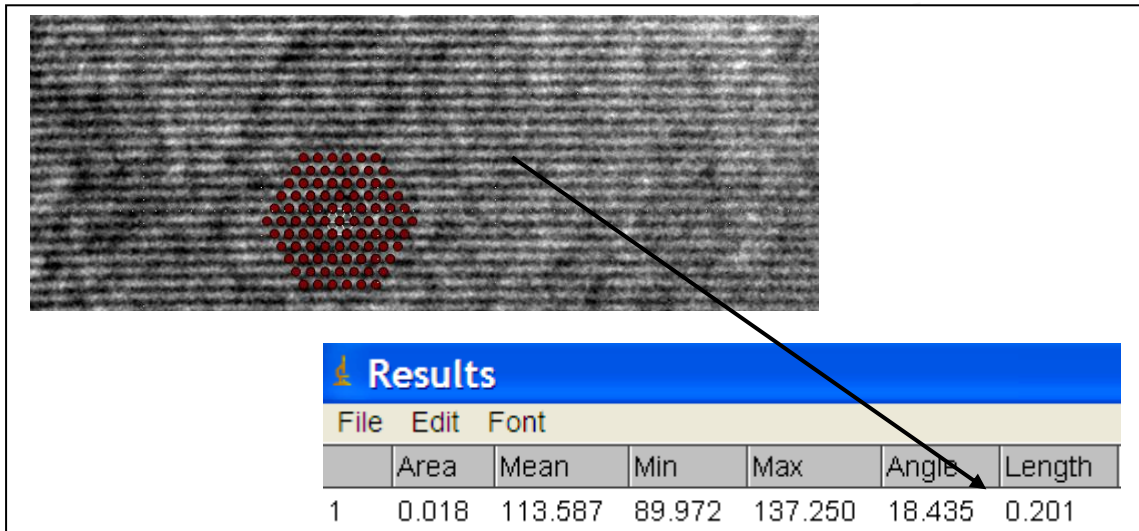 Results
File Edit Font
Area Mean Min Max Angle Length
1 0.018 113.587 89.972 137.250 18.435 0.201